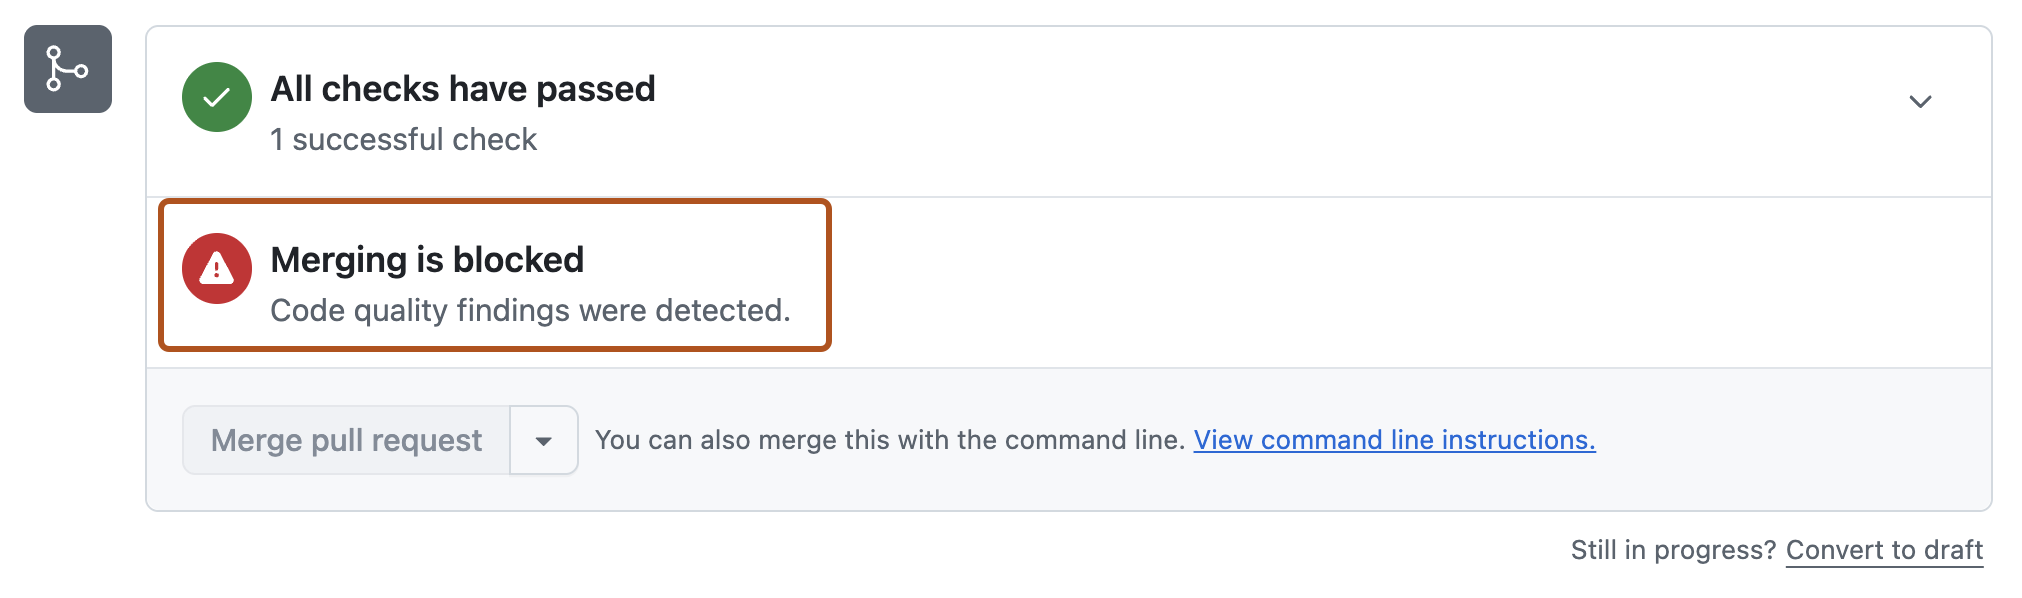 All checks have passed
1 successful check
Merging is blocked
Code quality findings were detected.
Merge pull request
You can also merge this with the command line. View command line instructions.
Still in progress? Convert to draft